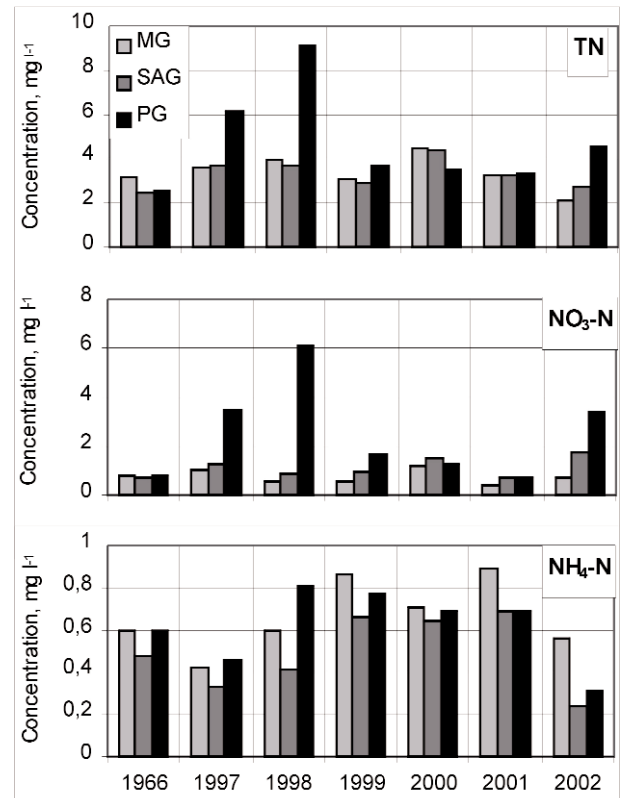 10
8
6
4
2
0
Concentration, mg l-1
MG
SAG
PG
TN
8
6
4
2
0
Concentration, mg l-1
NO3-N
1
0,8
0,6
0,4
0,2
0
Concentration, mg l-1
NH4-N
1966 1997 1998 1999 2000 2001 2002